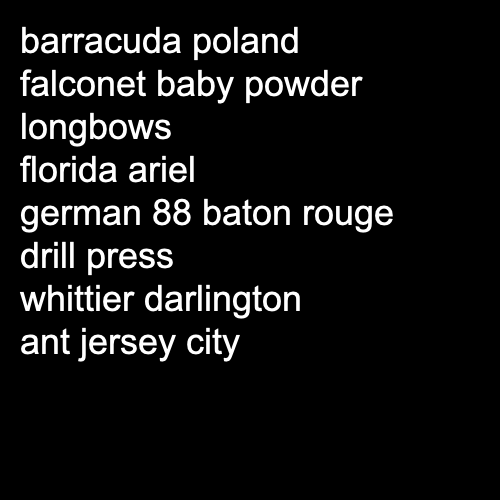 barracuda poland
falconet baby powder
longbows
florida ariel
german 88 baton rouge
drill press
whittier darlington
ant jersey city